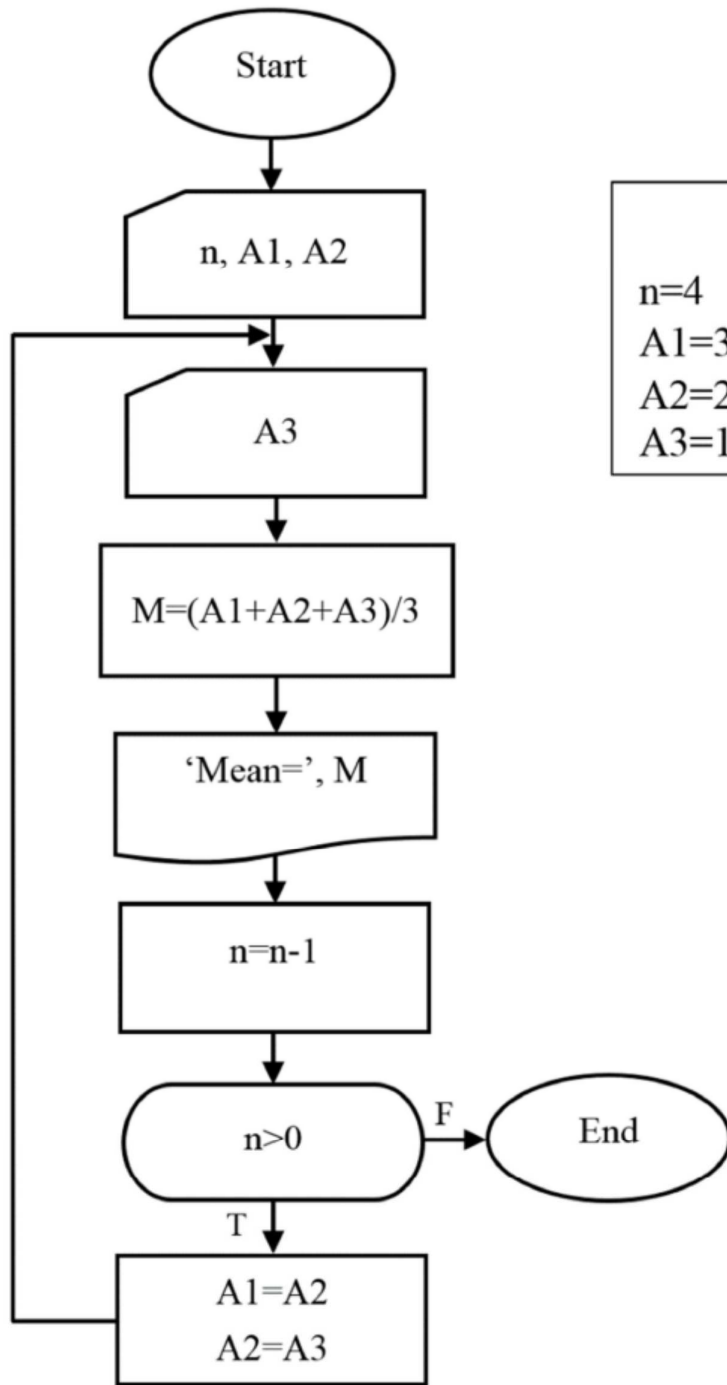 Start
n, A1, A2
A3
M=(A1+A2+A3)/3
‘Mean=’, M
n=n-1
n>0
F
End
T
A1=A2
A2=A3
n=4
A1=3
A2=2
A3=1